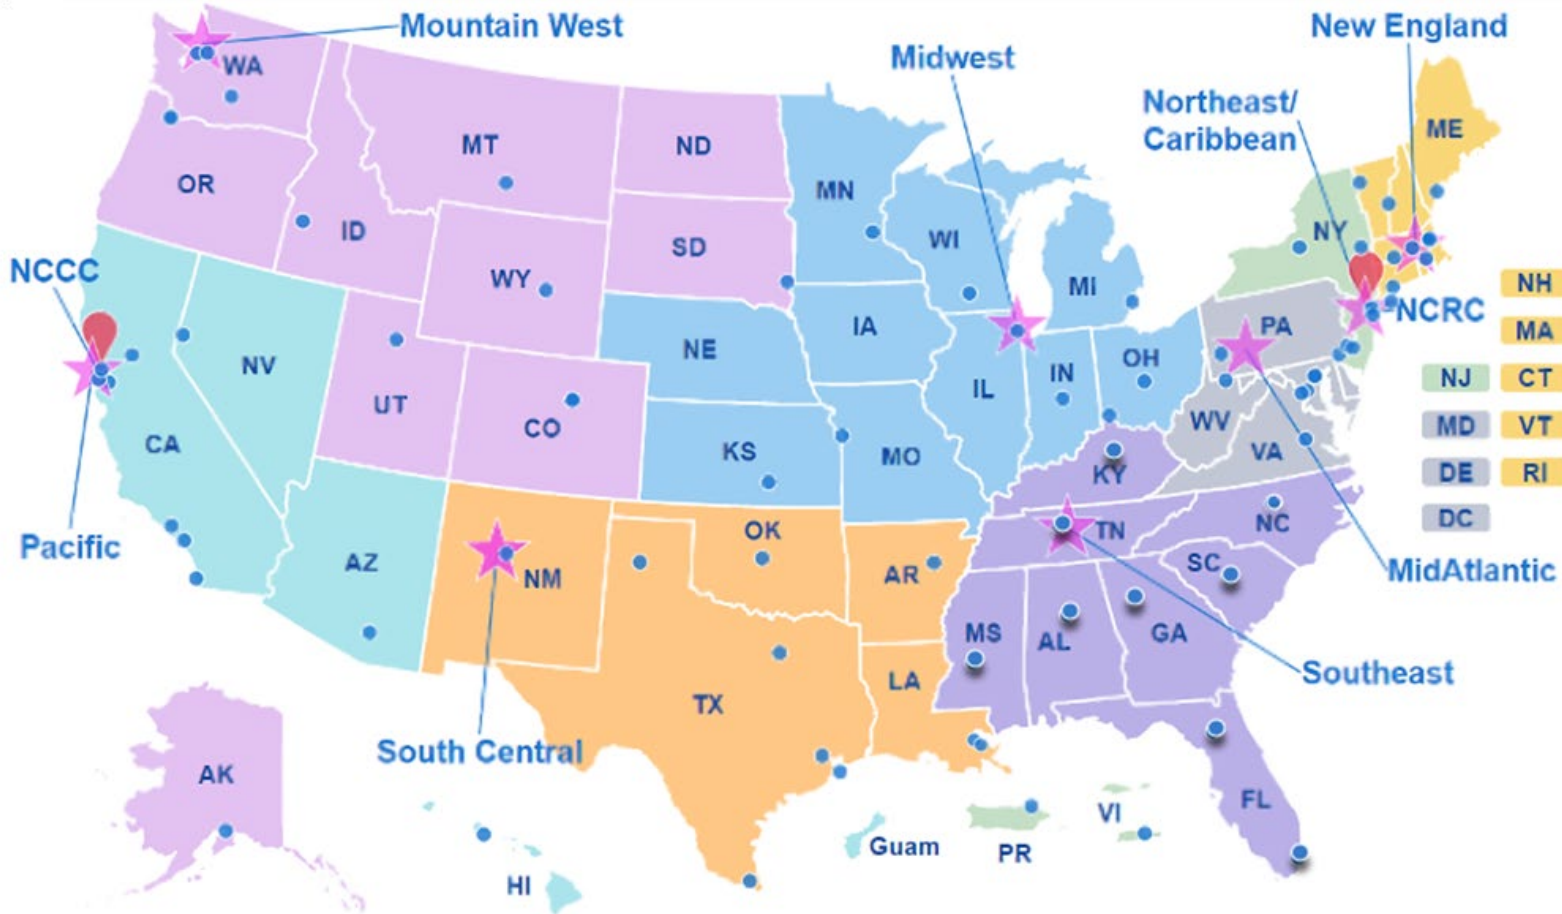 Mountain West
New England
Midwest
WA
Northeast/
Caribbean
ME
MT
ND
OR
MN
ID
NY
WI
SD
NCCC
WY
MI
NH
NCRC
IA
PA
MA
NE
OH
NV
IN
NJ
CT
UT
IL
CO
WV
MD
VT
CA
KS
MO
VA
KY
DE
RI
DC
NC
OK
TN
Pacific
AZ
SC
MidAtlantic
NM
AR
MS
AL
GA
Southeast
LA
TX
South Central
AK
FL
VI
Guam
PR
HI